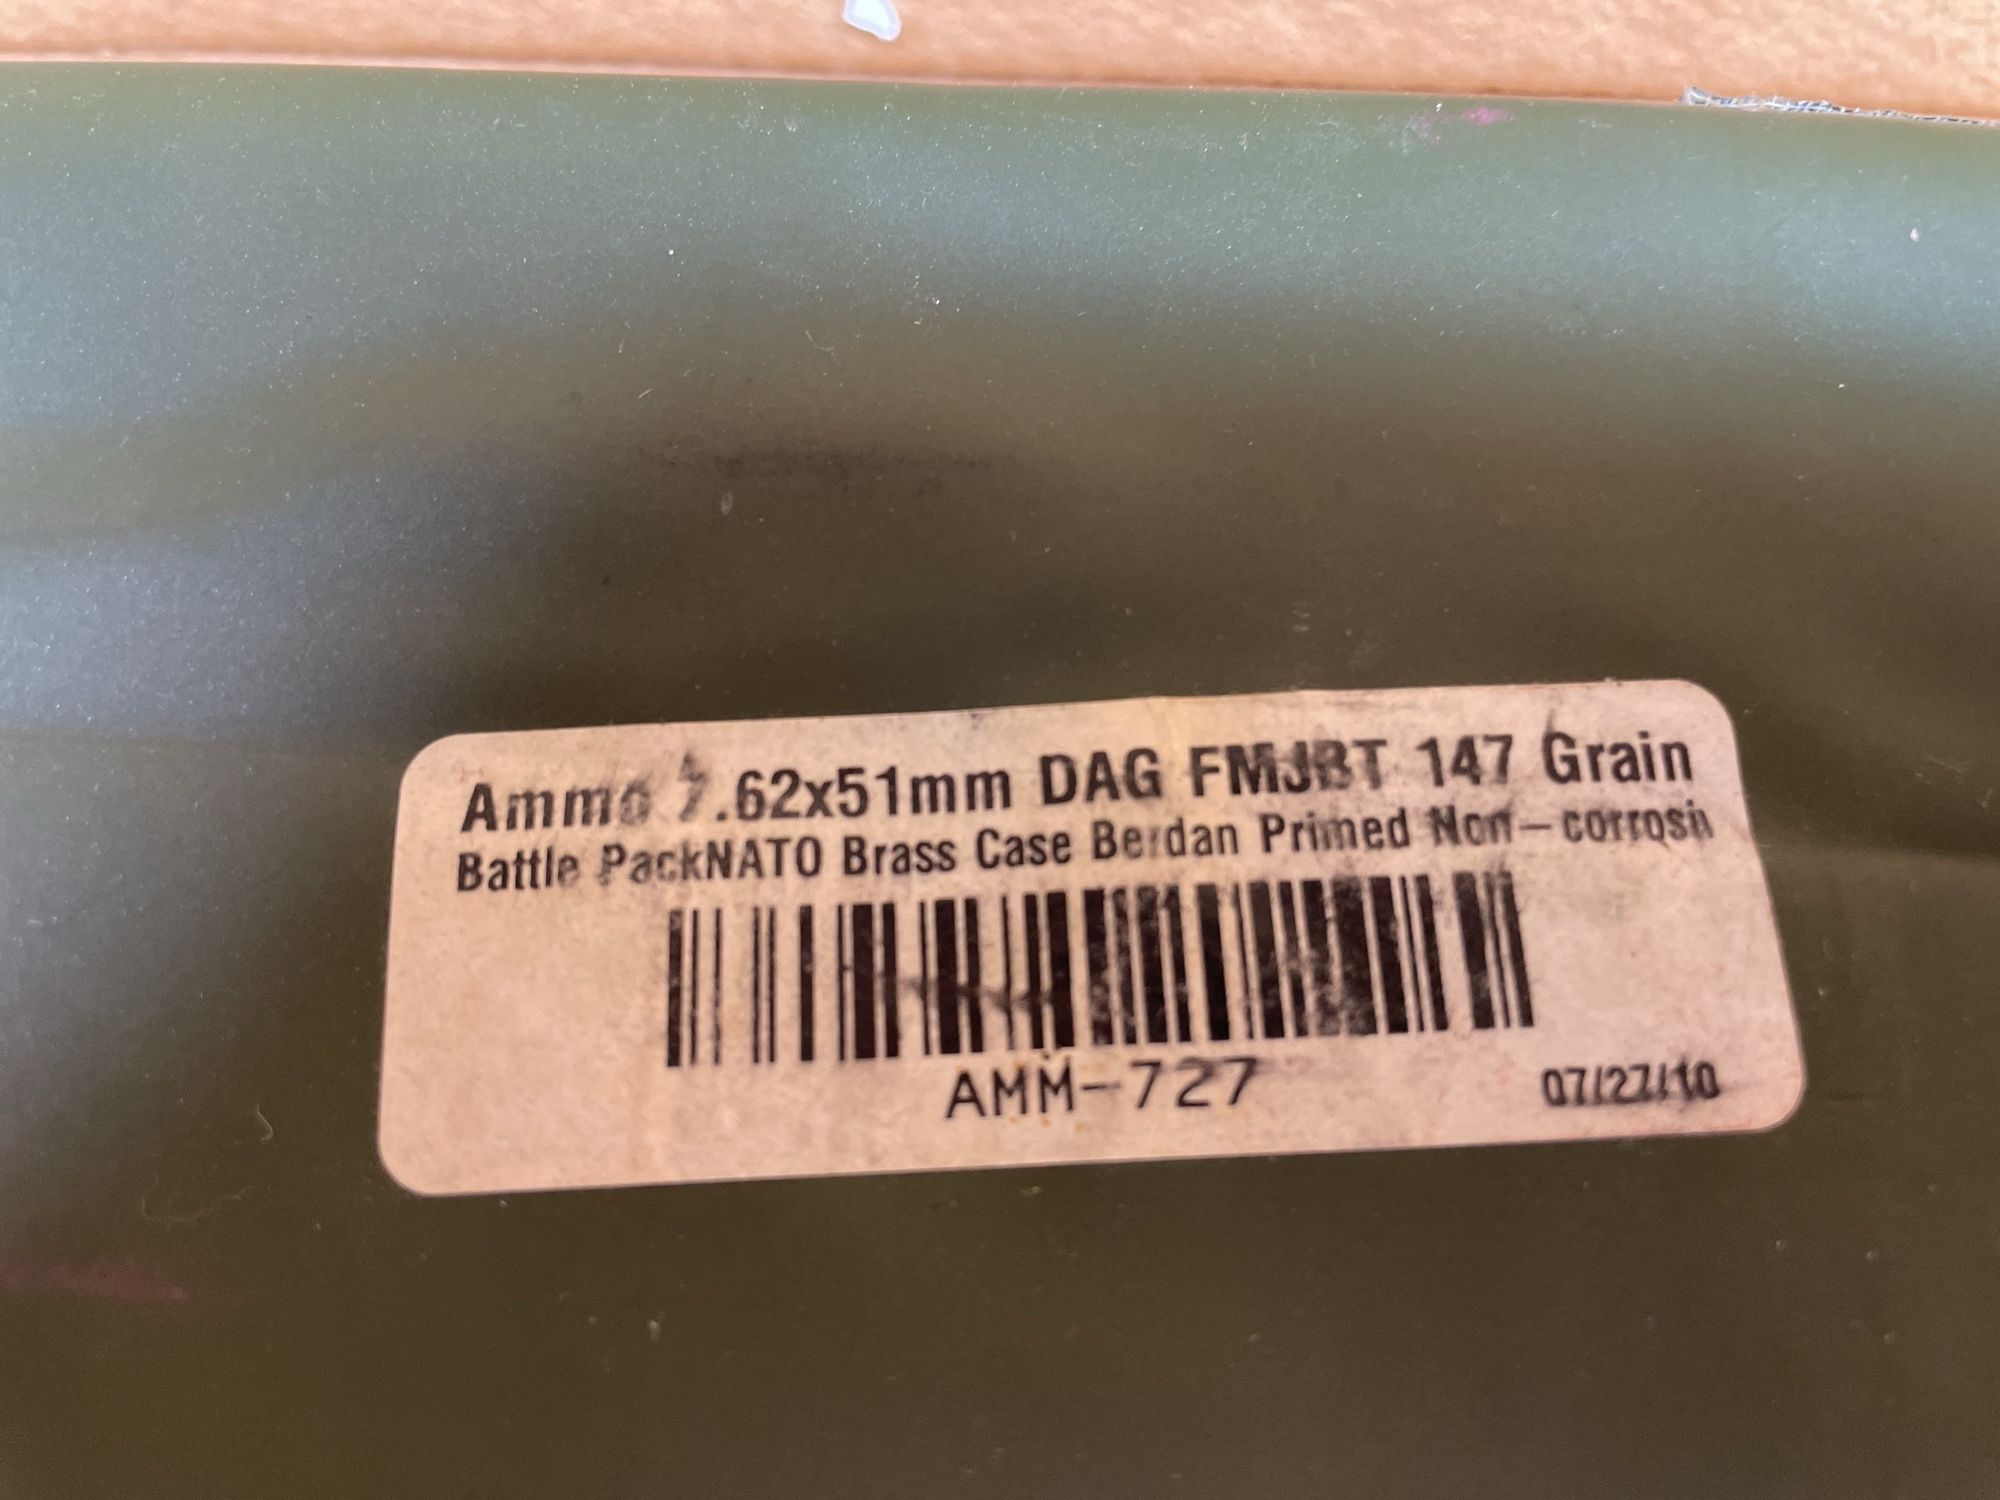 Ammo 7.62x51mm DAG FMJBT 147 Grain
Battle PackNATO Brass Case Berdan Primed Non-corrosiv
AMM-727
07/27/10